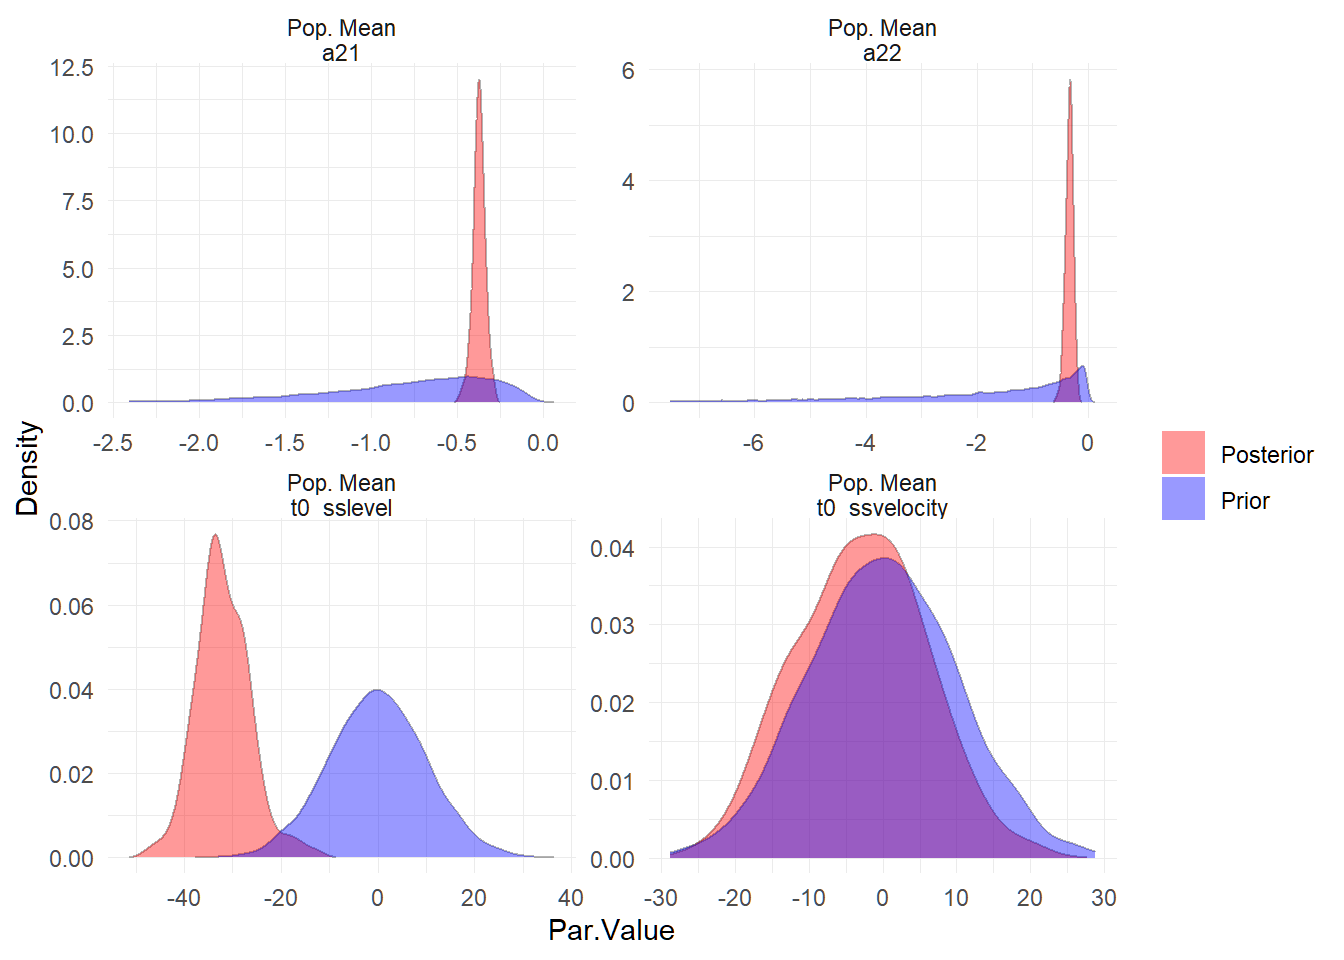 Pop. Mean
a21
12.5
10.0
7.5
5.0
2.5
0.0
-2.5 -2.0 -1.5 -1.0 -0.5 0.0
Pop. Mean
a22
6
4
2
0
-6 -4 -2 0
Density
Pop. Mean
t0_sslevel
0.08
0.06
0.04
0.02
0.00
-40 -20 0 20 40
Pop. Mean
t0_ssvelocity
0.04
0.03
0.02
0.01
0.00
-30 -20 -10 0 10 20 30
Par.Value
Posterior
Prior